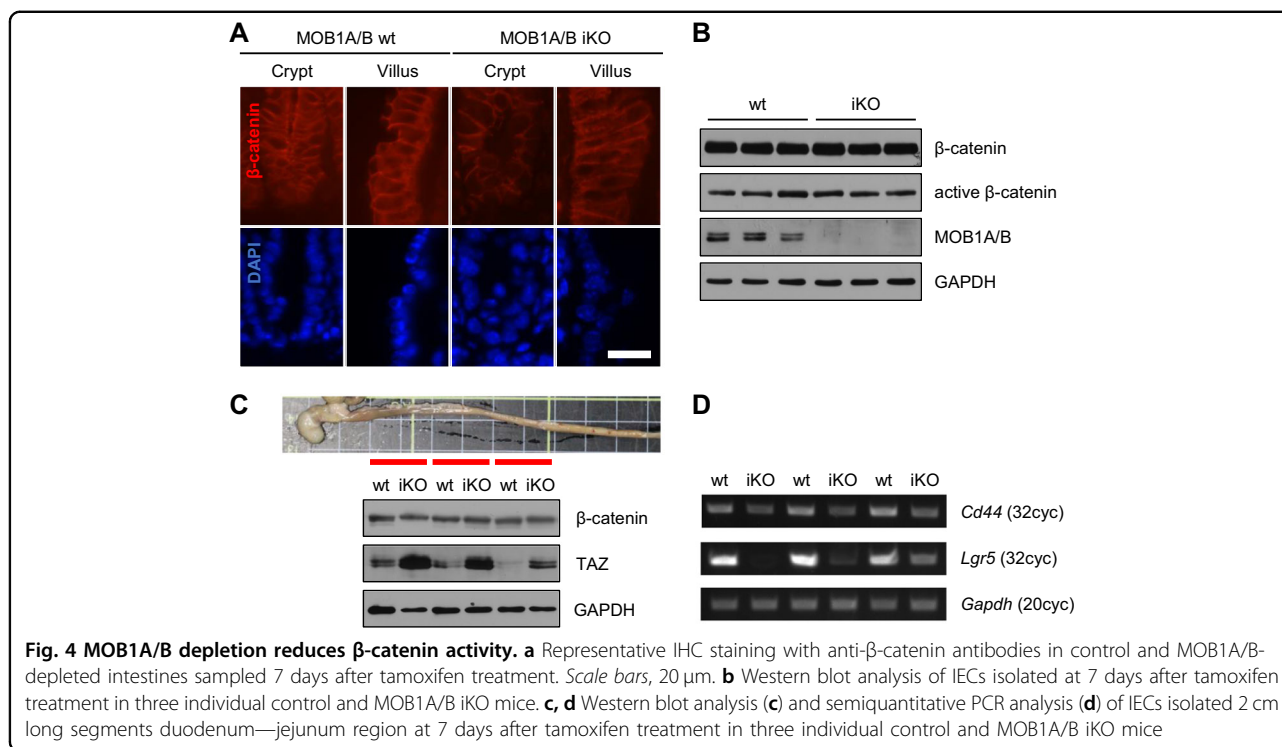 A
MOB1A/B wt
MOB1A/B iKO
Crypt
Villus
Crypt
Villus
β-catenin
DAPI
B
wt
iKO
β-catenin
active β-catenin
MOB1A/B
GAPDH
C
wt iKO wt iKO wt iKO
β-catenin
TAZ
GAPDH
D
wt iKO wt iKO wt iKO
Cd44 (32cyc)
Lgr5 (32cyc)
Gapdh (20cyc)
Fig. 4 MOB1A/B depletion reduces β-catenin activity. a Representative IHC staining with anti-β-catenin antibodies in control and MOB1A/B-
depleted intestines sampled 7 days after tamoxifen treatment. Scale bars, 20 µm. b Western blot analysis of IECs isolated at 7 days after tamoxifen
treatment in three individual control and MOB1A/B iKO mice. c, d Western blot analysis (c) and semiquantitative PCR analysis (d) of IECs isolated 2 cm
long segments duodenum—jejunum region at 7 days after tamoxifen treatment in three individual control and MOB1A/B iKO mice